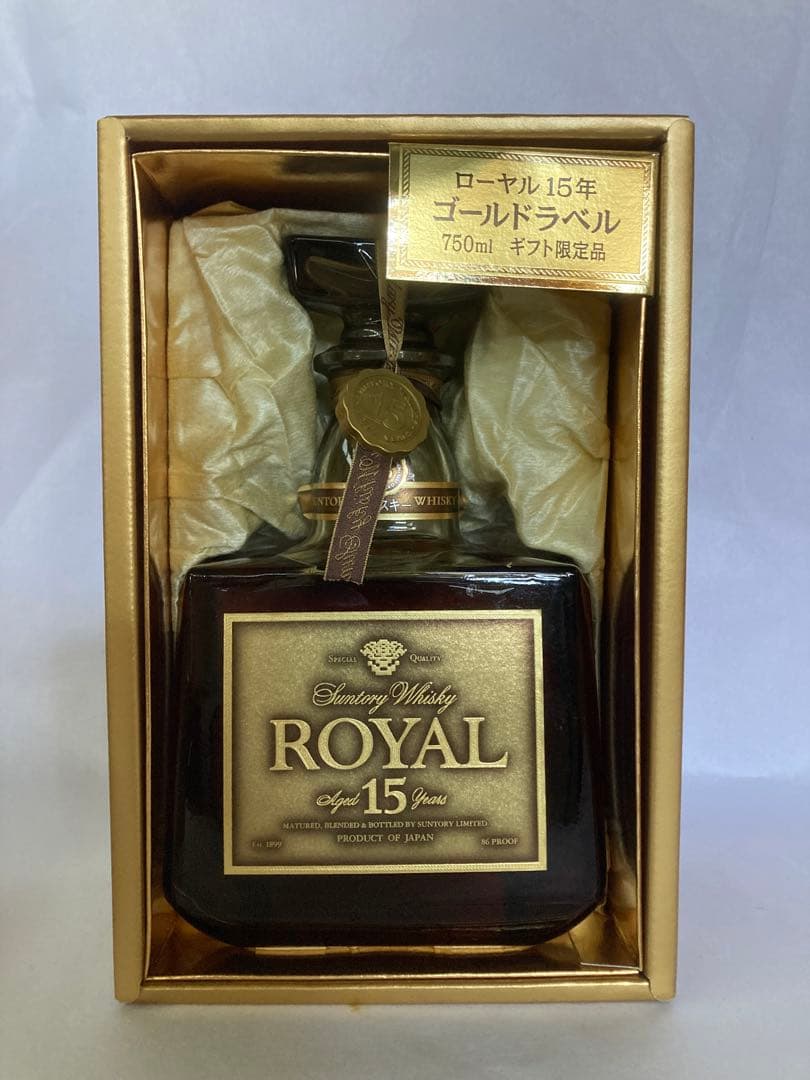 ローヤル 15年
ゴールドラベル
750ml ギフト限定品
15
WHISKY
SPECIAL QUALITY
Suntory Whisky
ROYAL
Aged 15 Years
MATURED, BLENDED & BOTTLED BY SUNTORY LIMITED
PRODUCT OF JAPAN
Est. 1899
86 PROOF